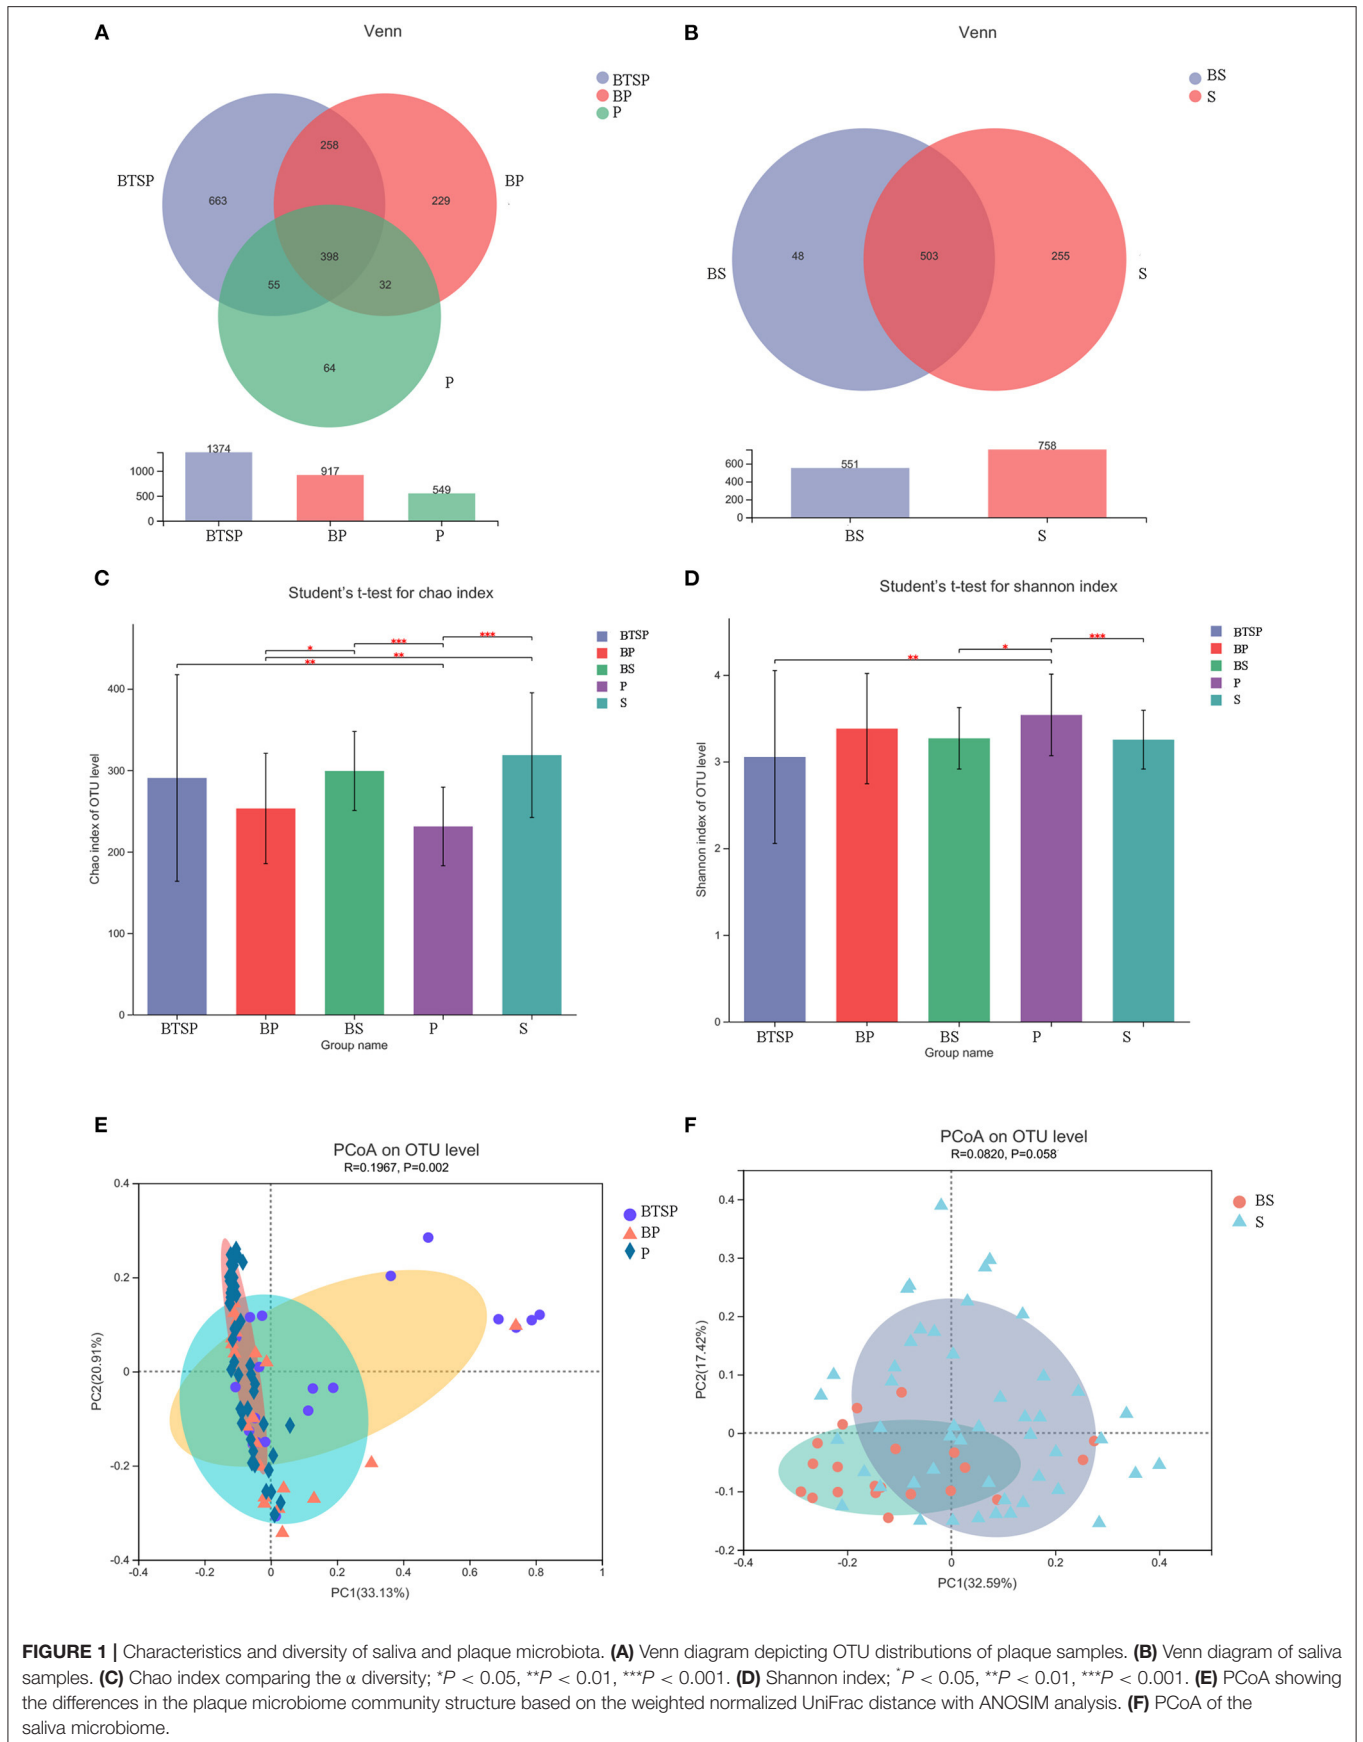 A
Venn
BTSP
BP
P
BTSP
BP
258
663
229
398
55
32
64
P
1374
917
549
1000
500
0
BTSP
BP
P
B
Venn
BS
S
48
503
255
BS
S
758
551
600
400
200
0
BS
S
C
Student's t-test for chao index
***
***
*
**
**
BTSP
BP
BS
P
S
Chao index of OTU level
400
300
200
100
0
BTSP
BP
BS
P
S
Group name
D
Student's t-test for shannon index
***
*
**
BTSP
BP
BS
P
S
Shannon index of OTU level
4
3
2
1
0
BTSP
BP
BS
P
S
Group name
E
PCoA on OTU level
R=0.1967, P=0.002
BTSP
BP
P
PC2(20.91%)
0.4
0.2
0
-0.2
-0.4
-0.4
-0.2
0
0.2
0.4
0.6
0.8
1
PC1(33.13%)
F
PCoA on OTU level
R=0.0820, P=0.058
BS
S
PC2(17.42%)
0.4
0.3
0.2
0.1
0
-0.1
-0.2
-0.4
-0.2
0
0.2
0.4
PC1(32.59%)
FIGURE 1 | Characteristics and diversity of saliva and plaque microbiota. (A) Venn diagram depicting OTU distributions of plaque samples. (B) Venn diagram of saliva
samples. (C) Chao index comparing the α diversity; *P < 0.05, **P < 0.01, ***P < 0.001. (D) Shannon index; *P < 0.05, **P < 0.01, ***P < 0.001. (E) PCoA showing
the differences in the plaque microbiome community structure based on the weighted normalized UniFrac distance with ANOSIM analysis. (F) PCoA of the
saliva microbiome.